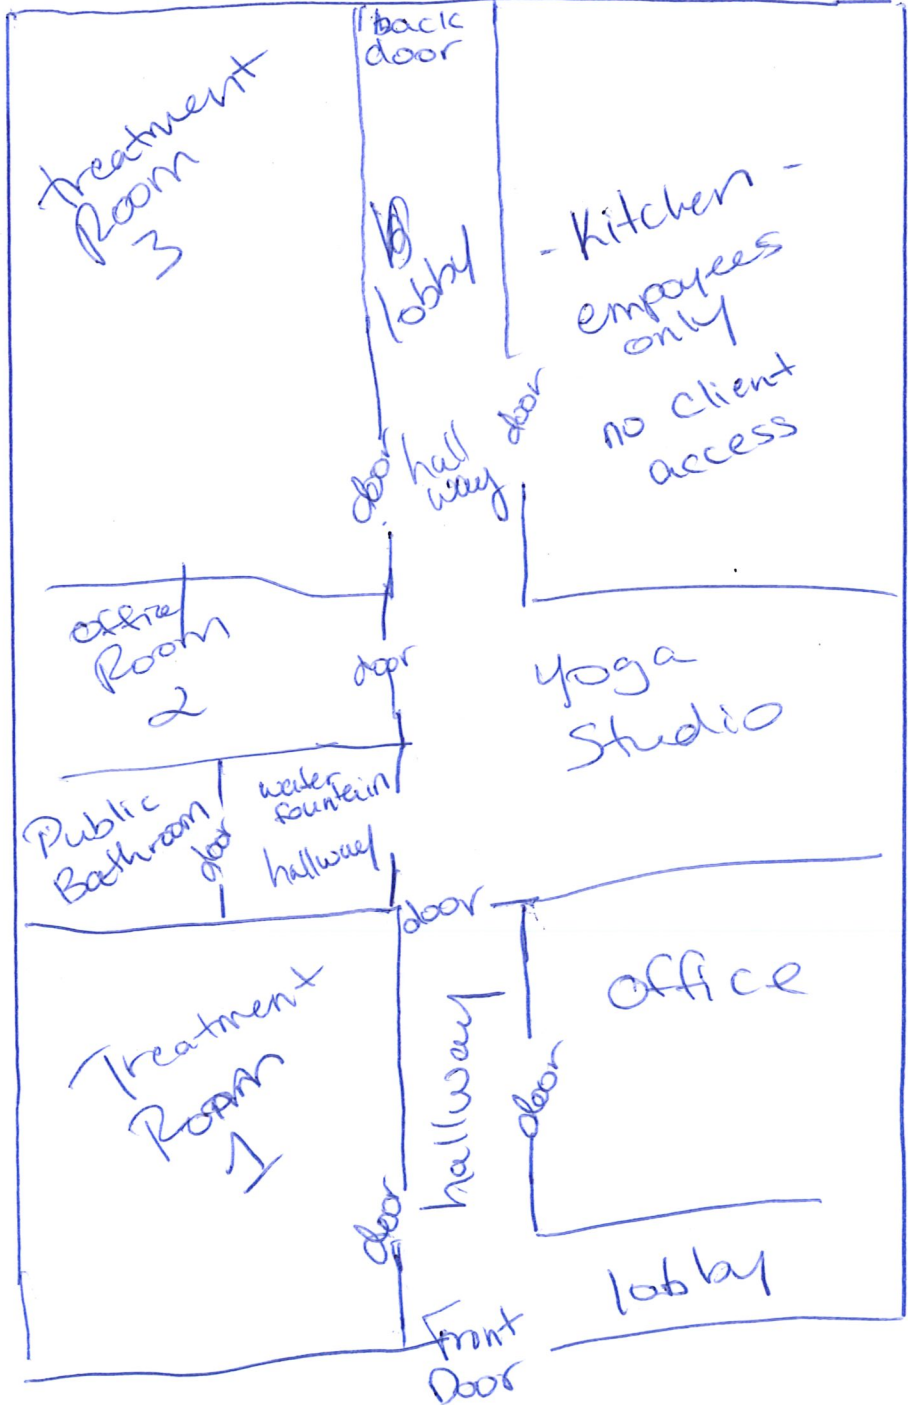 back
door
treatment
Room
3
lobby
- Kitchen -
empoyees
only
no client
access
door
hall
way
door
office
Room
2
door
Yoga
Studio
Public
Bathroom
door
water
fountain
hallway
door
office
Treatment
Room
1
hallway
door
door
lobby
Front
Door